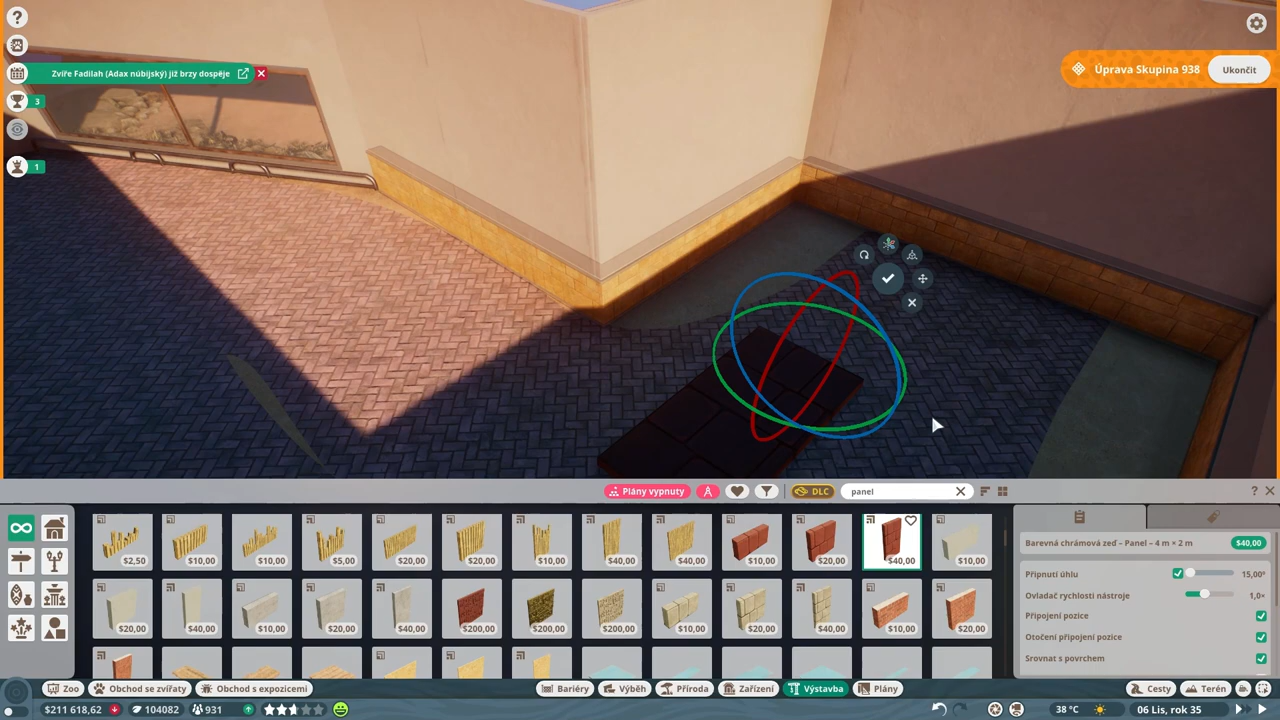 ?
Zvíře Fadilah (Adax núbijský) již brzy dospěje
3
1
Úprava Skupina 938
Ukončit
Plány vypnuty
DLC
panel
?
$2,50
$10,00
$10,00
$5,00
$10,00
$20,00
$10,00
$40,00
$40,00
$10,00
$20,00
$40,00
$10,00
$20,00
$40,00
$10,00
$20,00
$40,00
$200,00
$200,00
$200,00
$10,00
$20,00
$40,00
$10,00
$20,00
Barevná chrámová zeď – Panel – 4 m × 2 m
$40,00
Připnutí úhlu
15,00°
Ovladač rychlosti nástroje
1,0×
Připojení pozice
Otočení připojení pozice
Srovnat s povrchem
Zoo
Obchod se zvířaty
Obchod s expozicemi
Bariéry
Výběh
Příroda
Zařízení
Výstavba
Plány
Cesty
Terén
$211 618,62
104082
931
38 °C
06 Lis, rok 35